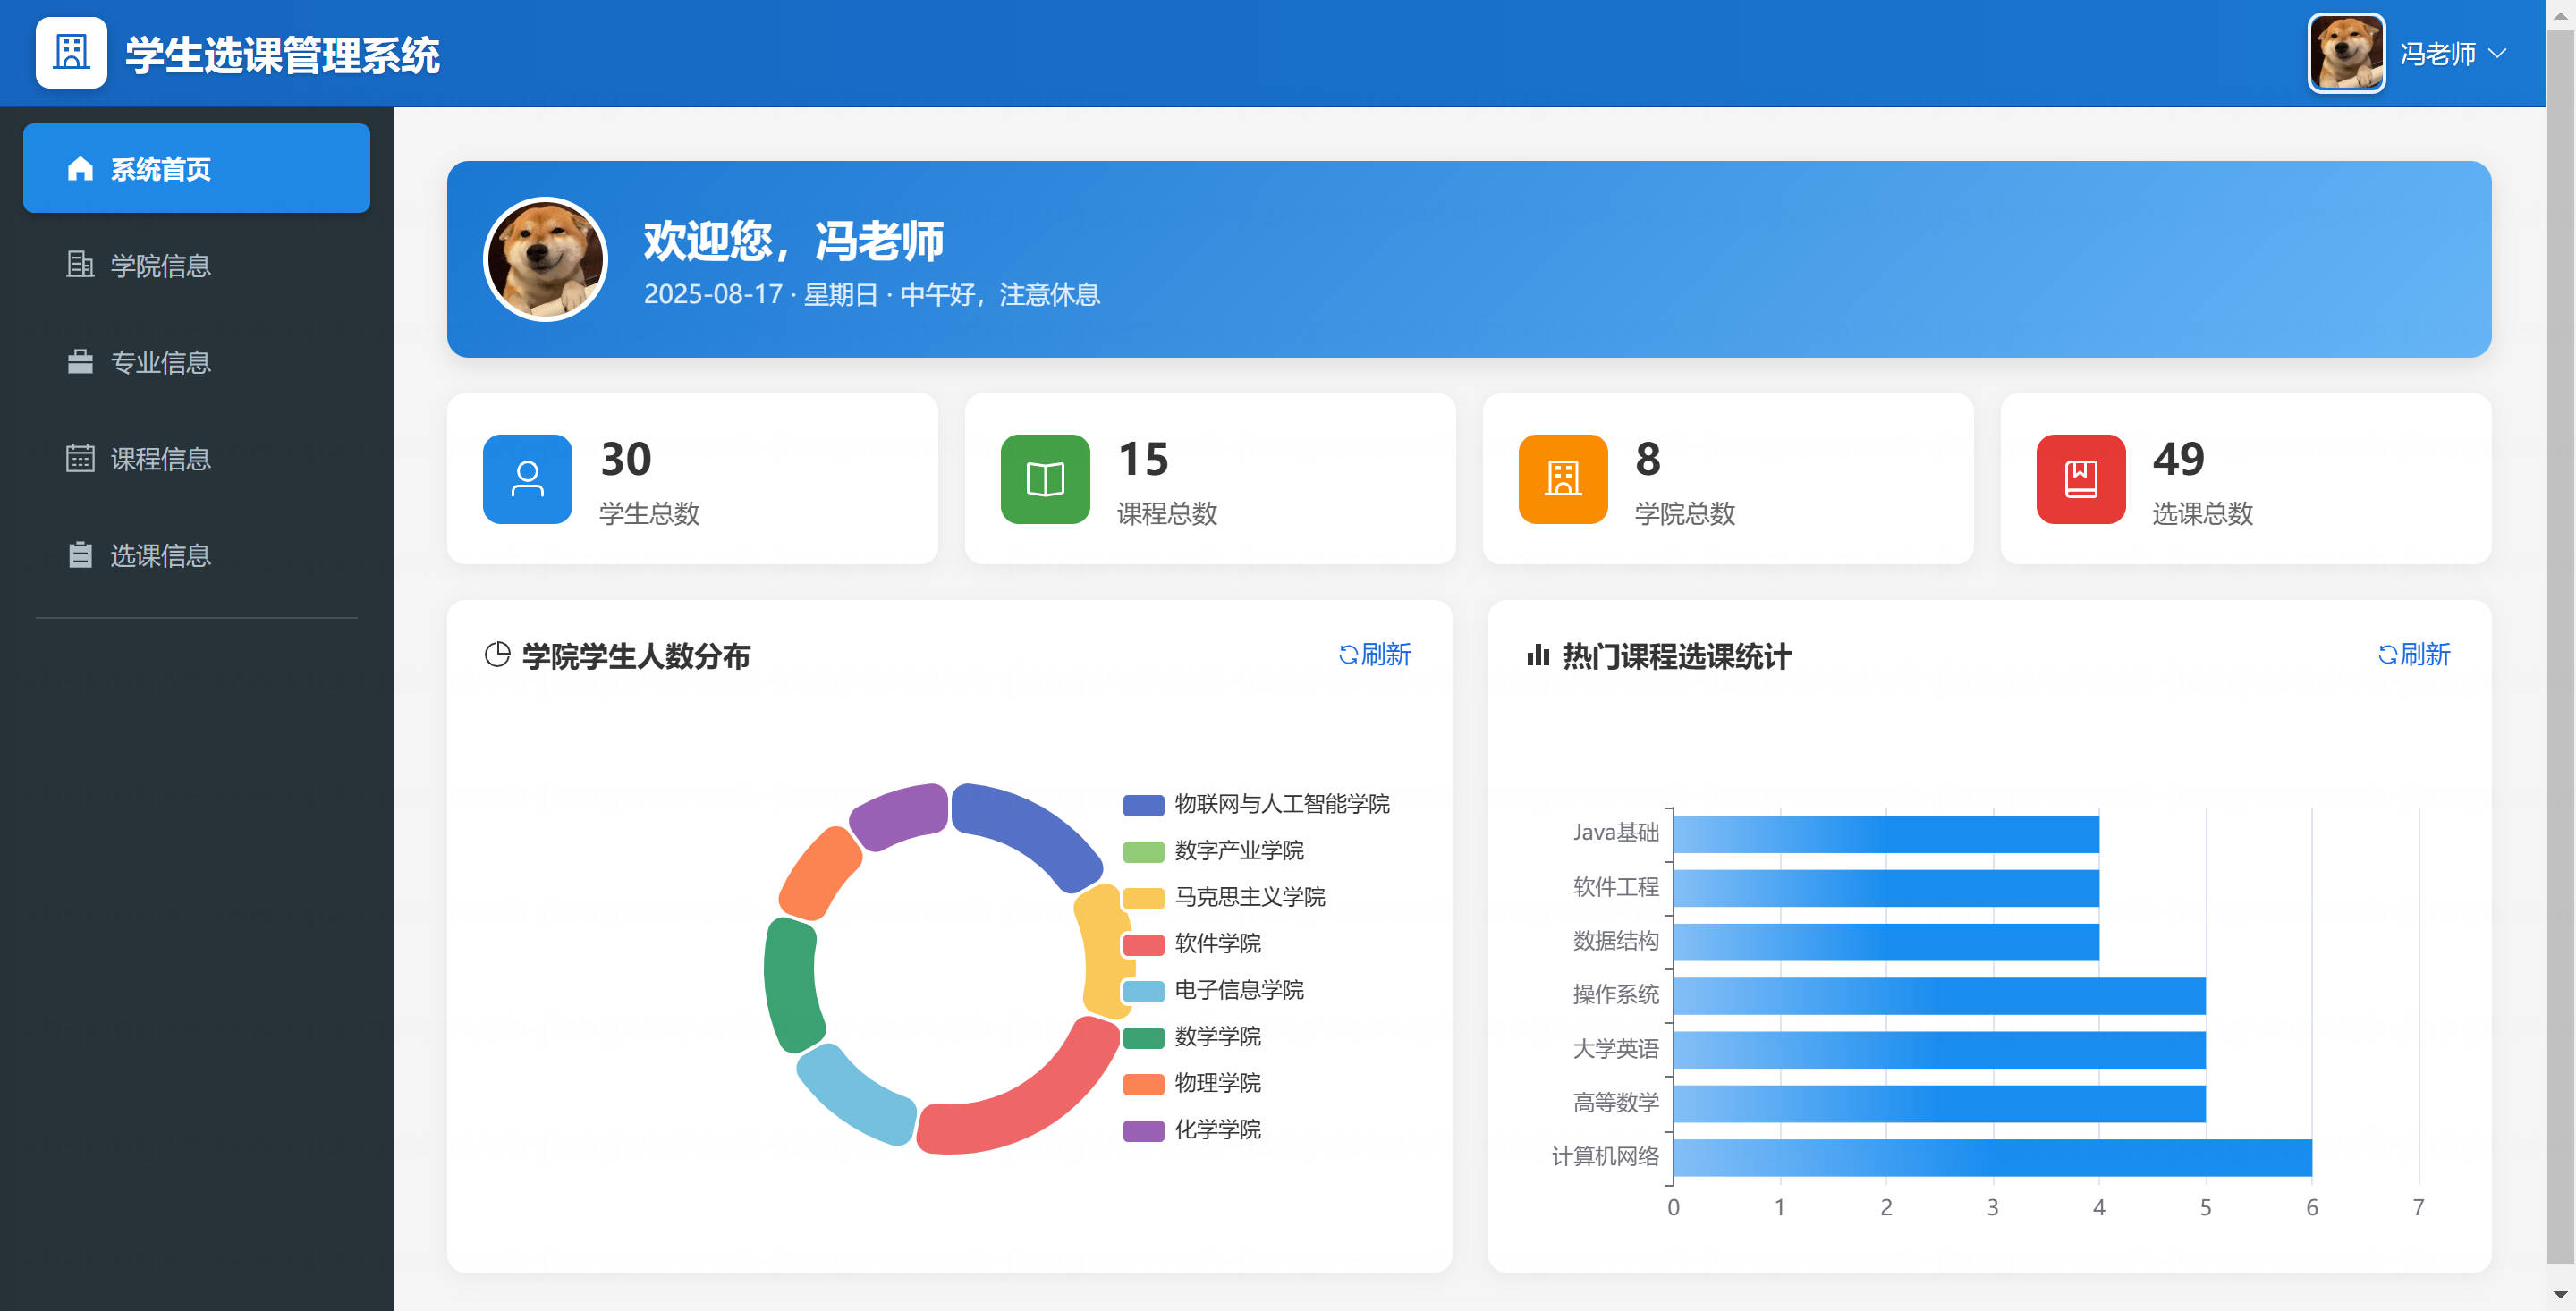 学生选课管理系统
冯老师
系统首页
学院信息
专业信息
课程信息
选课信息
欢迎您，冯老师
2025-08-17 · 星期日 · 中午好，注意休息
30
学生总数
15
课程总数
8
学院总数
49
选课总数
学院学生人数分布
刷新
物联网与人工智能学院
数字产业学院
马克思主义学院
软件学院
电子信息学院
数学学院
物理学院
化学学院
热门课程选课统计
刷新
Java基础
软件工程
数据结构
操作系统
大学英语
高等数学
计算机网络
0 1 2 3 4 5 6 7